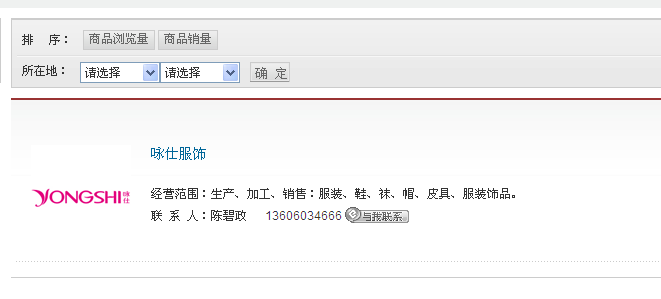 排 序： 商品浏览量 商品销量
所在地： 请选择 请选择 确 定
咏仕服饰
YONGSHI 咏仕
经营范围：生产、加工、销售：服装、鞋、袜、帽、皮具、服装饰品。
联 系 人：陈碧政 13606034666 与我联系